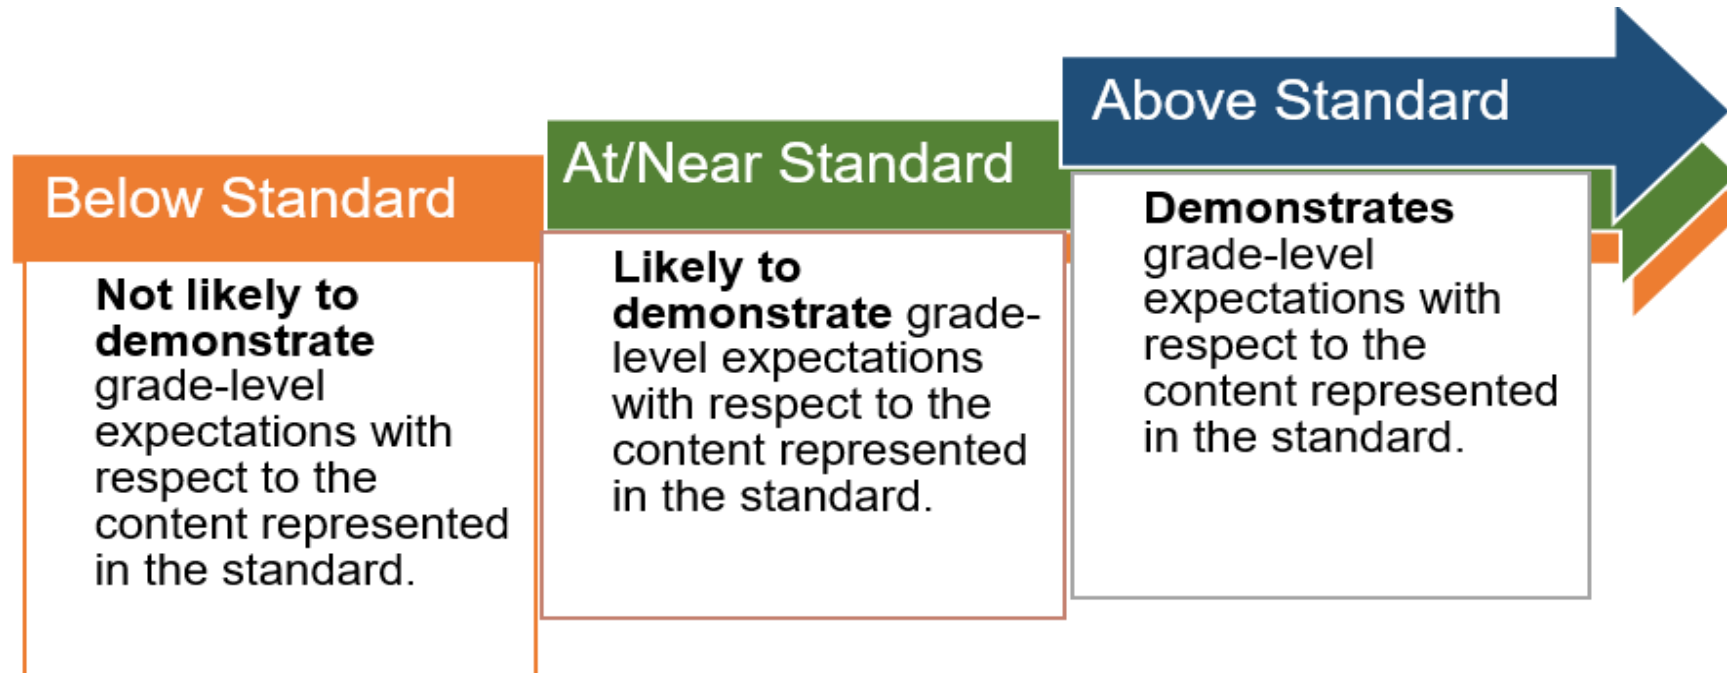 Below Standard
Not likely to
demonstrate
grade-level
expectations with
respect to the
content represented
in the standard.
At/Near Standard
Likely to
demonstrate grade-
level expectations
with respect to the
content represented
in the standard.
Above Standard
Demonstrates
grade-level
expectations with
respect to the
content represented
in the standard.